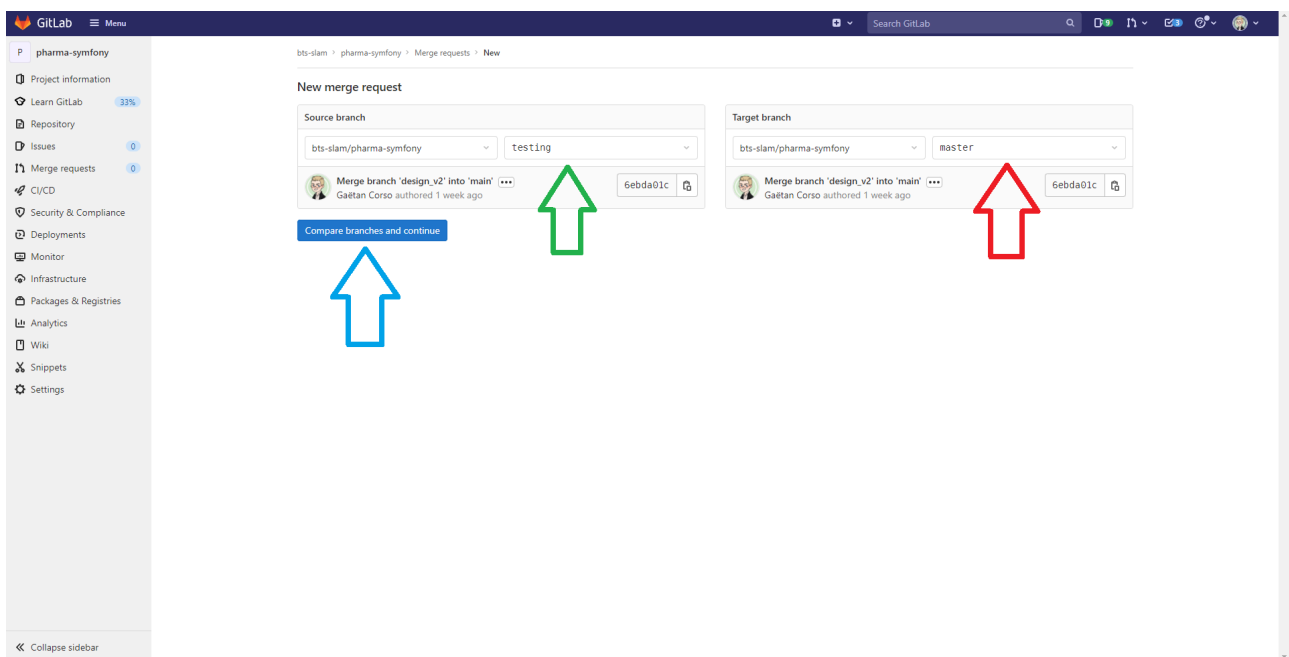 GitLab Menu Search GitLab 9 3
P pharma-symfony
bts-slam > pharma-symfony > Merge requests > New
Project information
Learn GitLab 33%
Repository
Issues 0
Merge requests 0
CI/CD
Security & Compliance
Deployments
Monitor
Infrastructure
Packages & Registries
Analytics
Wiki
Snippets
Settings
Collapse sidebar
New merge request
Source branch
bts-slam/pharma-symfony testing
Merge branch 'design_v2' into 'main' •••
Gaëtan Corso authored 1 week ago
6ebda01c
Target branch
bts-slam/pharma-symfony master
Merge branch 'design_v2' into 'main' •••
Gaëtan Corso authored 1 week ago
6ebda01c
Compare branches and continue